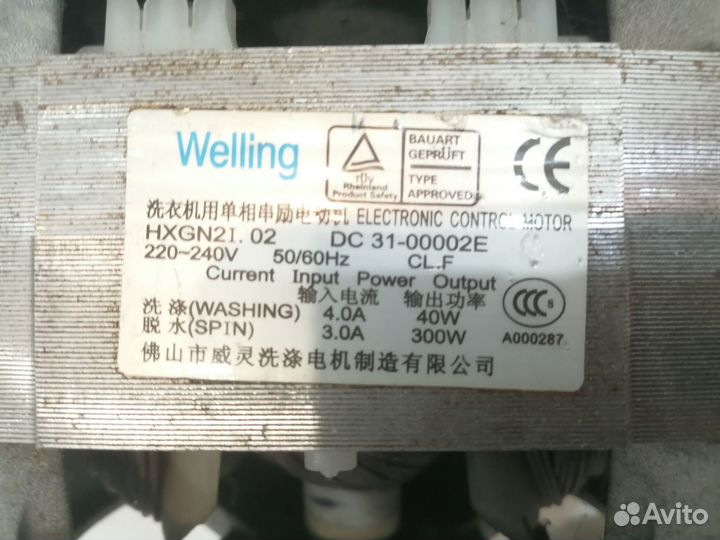 Welling
TÜV
Rheinland
Product Safety
BAUART
GEPRÜFT
TYPE
APPROVED
CE
洗衣机用单相串励电动机 ELECTRONIC CONTROL MOTOR
HXGN2I. 02 DC 31-00002E
220~240V 50/60Hz CL.F
Current Input Power Output
输入电流 输出功率
洗 涤(WASHING) 4.0A 40W
脱 水(SPIN) 3.0A 300W
CCC S
A000287
佛山市威灵洗涤电机制造有限公司
Avito